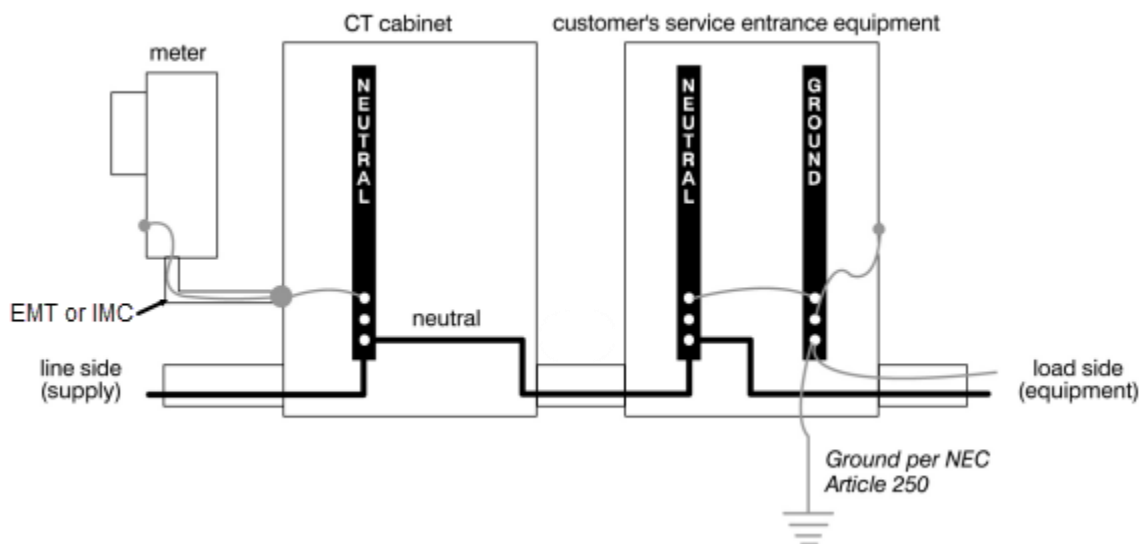 CT cabinet
customer's service entrance equipment
meter
NEUTRAL
NEUTRAL
GROUND
EMT or IMC
neutral
line side
(supply)
load side
(equipment)
Ground per NEC
Article 250